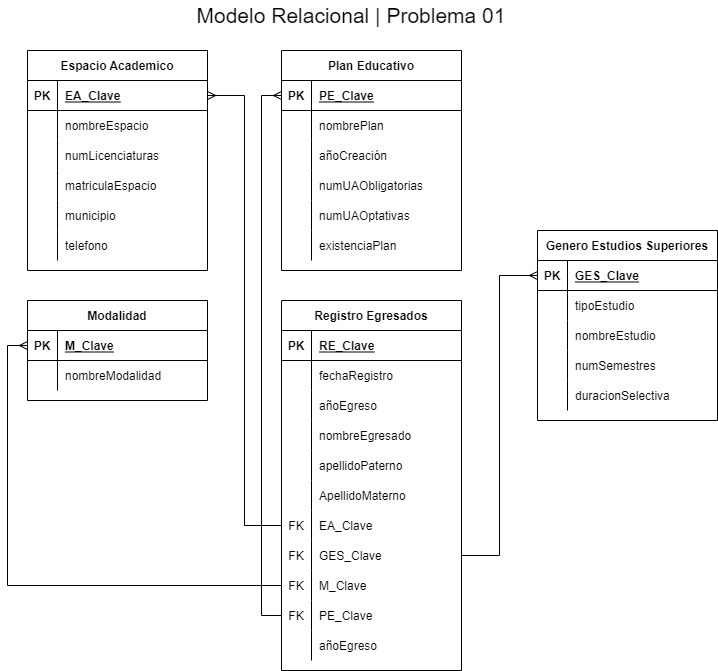 Modelo Relacional | Problema 01
Espacio Academico
PK EA_Clave
nombreEspacio
numLicenciaturas
matriculaEspacio
municipio
telefono
Plan Educativo
PK PE_Clave
nombrePlan
añoCreación
numUAObligatorias
numUAOptativas
existenciaPlan
Genero Estudios Superiores
PK GES_Clave
tipoEstudio
nombreEstudio
numSemestres
duracionSelectiva
Modalidad
PK M_Clave
nombreModalidad
Registro Egresados
PK RE_Clave
fechaRegistro
añoEgreso
nombreEgresado
apellidoPaterno
ApellidoMaterno
FK EA_Clave
FK GES_Clave
FK M_Clave
FK PE_Clave
añoEgreso